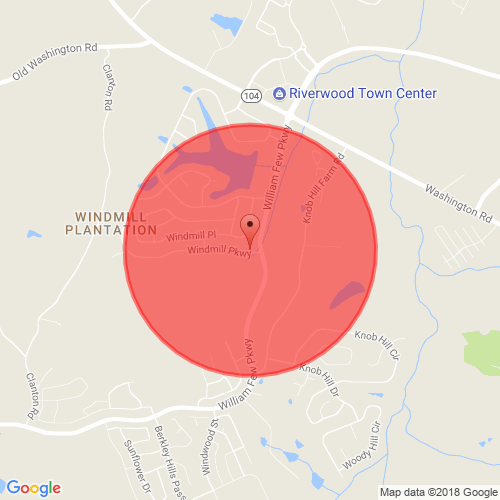 Old Washington Rd
Clanton Rd
104
Riverwood Town Center
William Few Pkwy
Knob Hill Farm Rd
Washington Rd
WINDMILL
PLANTATION
Windmill Pl
Windmill Pkwy
Knob Hill Cir
William Few Pkwy
Knob Hill Dr
Clanton Rd
William Few Pkwy
Windwood St
Berkley Hills Pass
Sunflower Dr
Woody Hill Cir
Google
Map data ©2018 Google